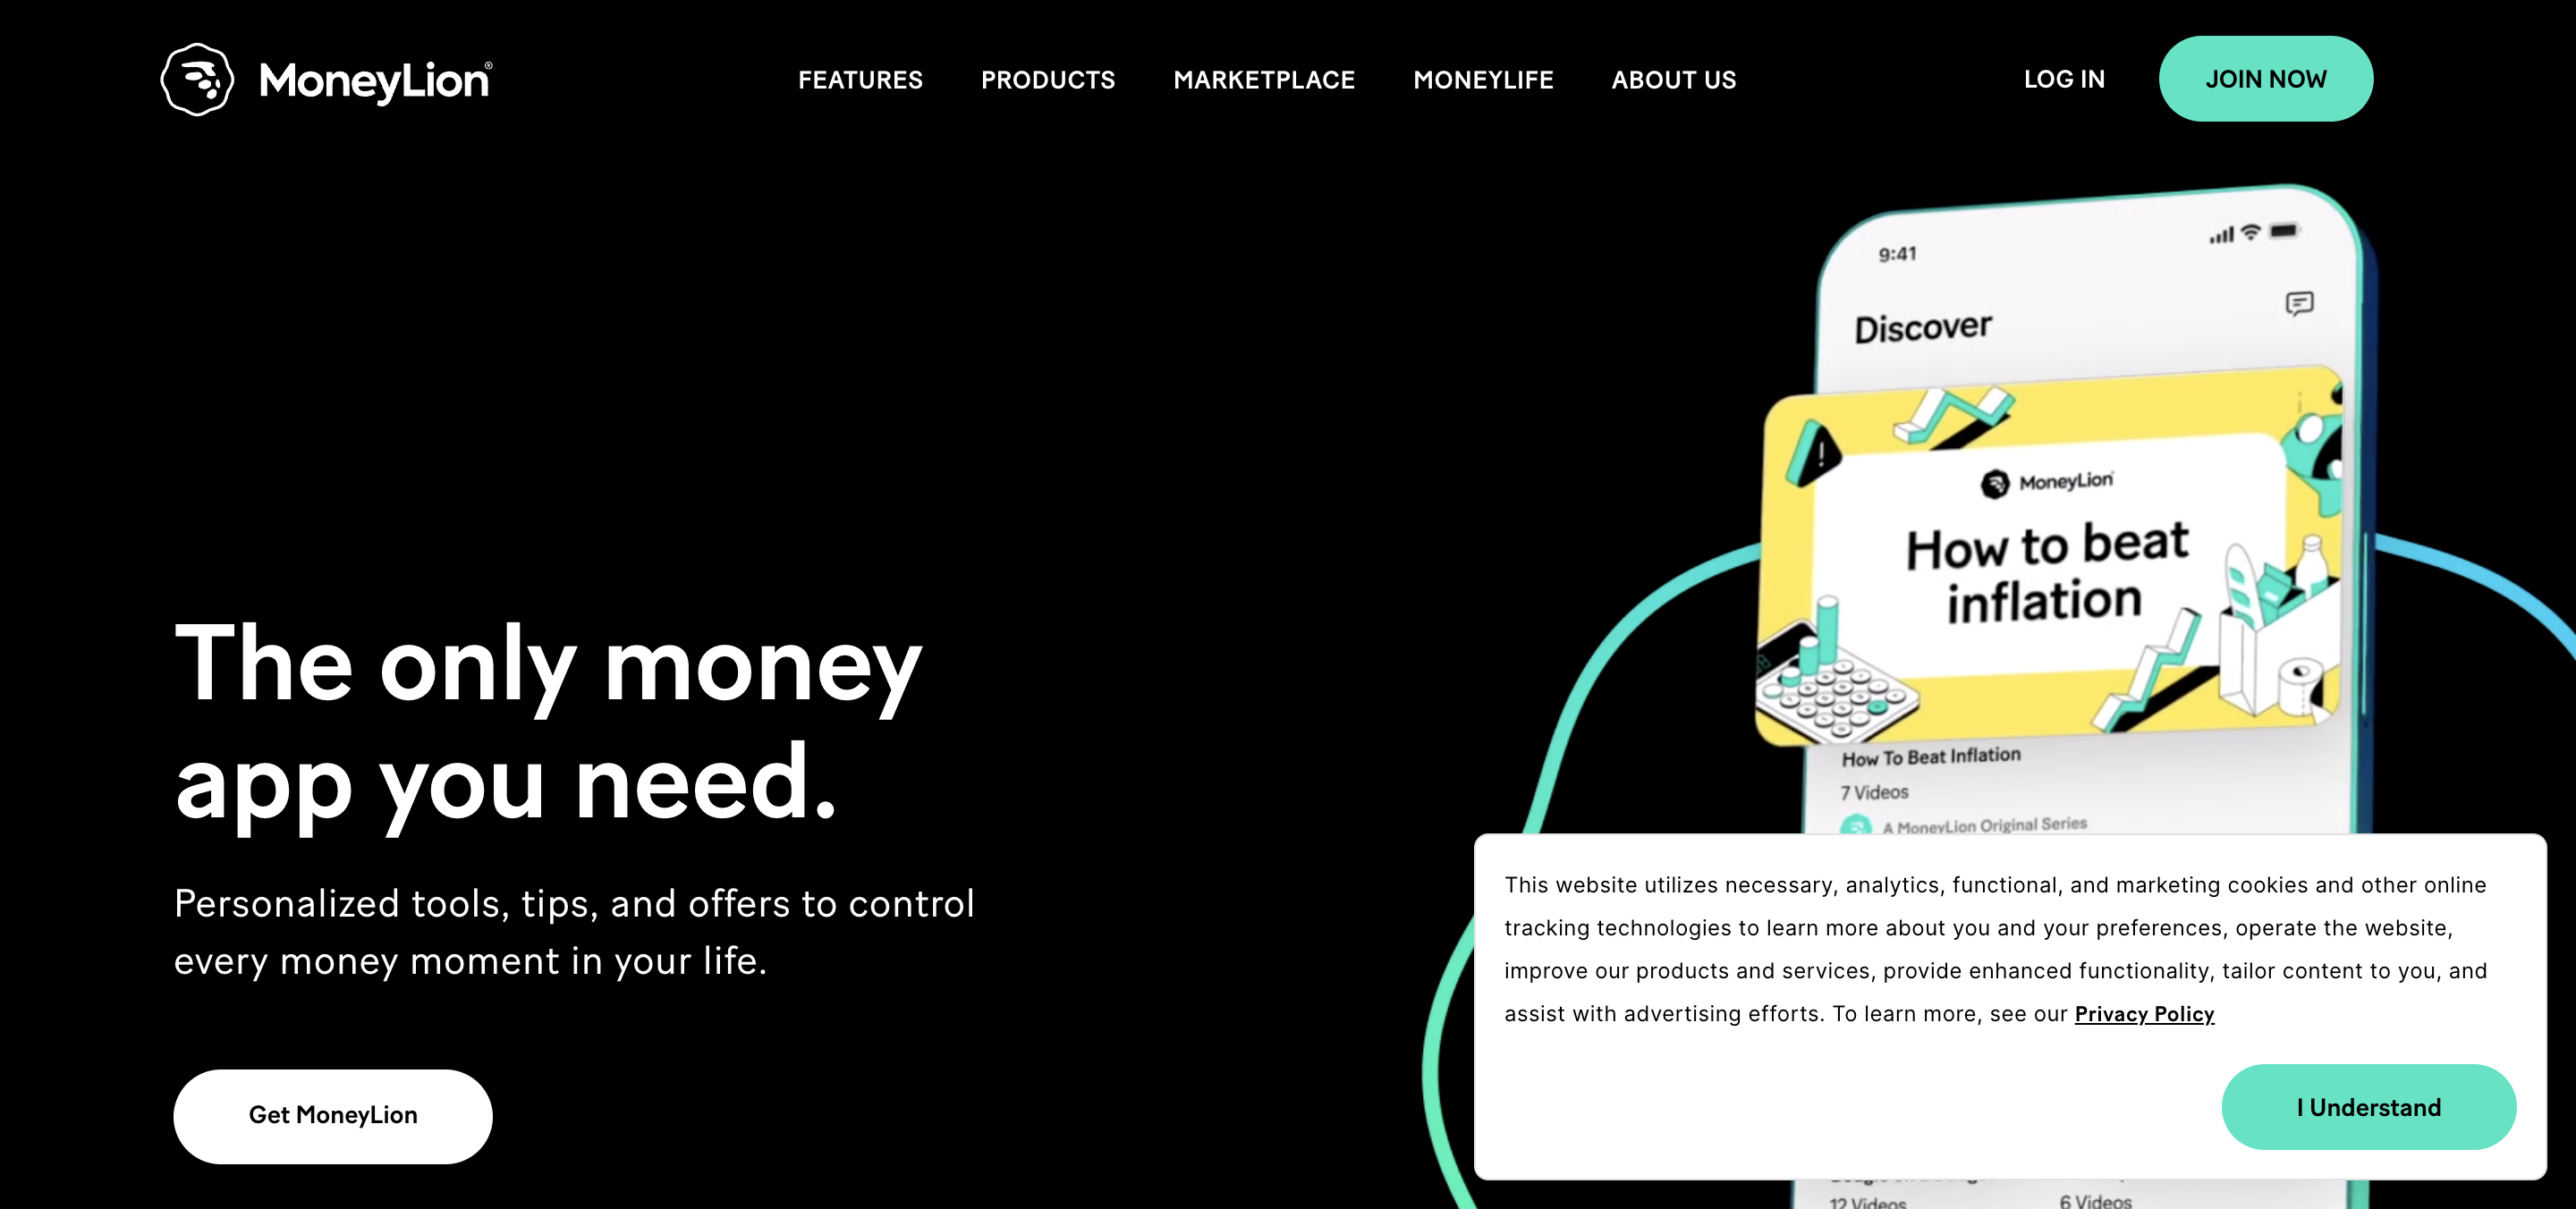 MoneyLion®
FEATURES
PRODUCTS
MARKETPLACE
MONEYLIFE
ABOUT US
LOG IN
JOIN NOW
The only money
app you need.
Personalized tools, tips, and offers to control
every money moment in your life.
Get MoneyLion
9:41
Discover
MoneyLion
How to beat
inflation
How To Beat Inflation
7 Videos
A MoneyLion Original Series
This website utilizes necessary, analytics, functional, and marketing cookies and other online
tracking technologies to learn more about you and your preferences, operate the website,
improve our products and services, provide enhanced functionality, tailor content to you, and
assist with advertising efforts. To learn more, see our Privacy Policy
I Understand
12 Videos
6 Videos